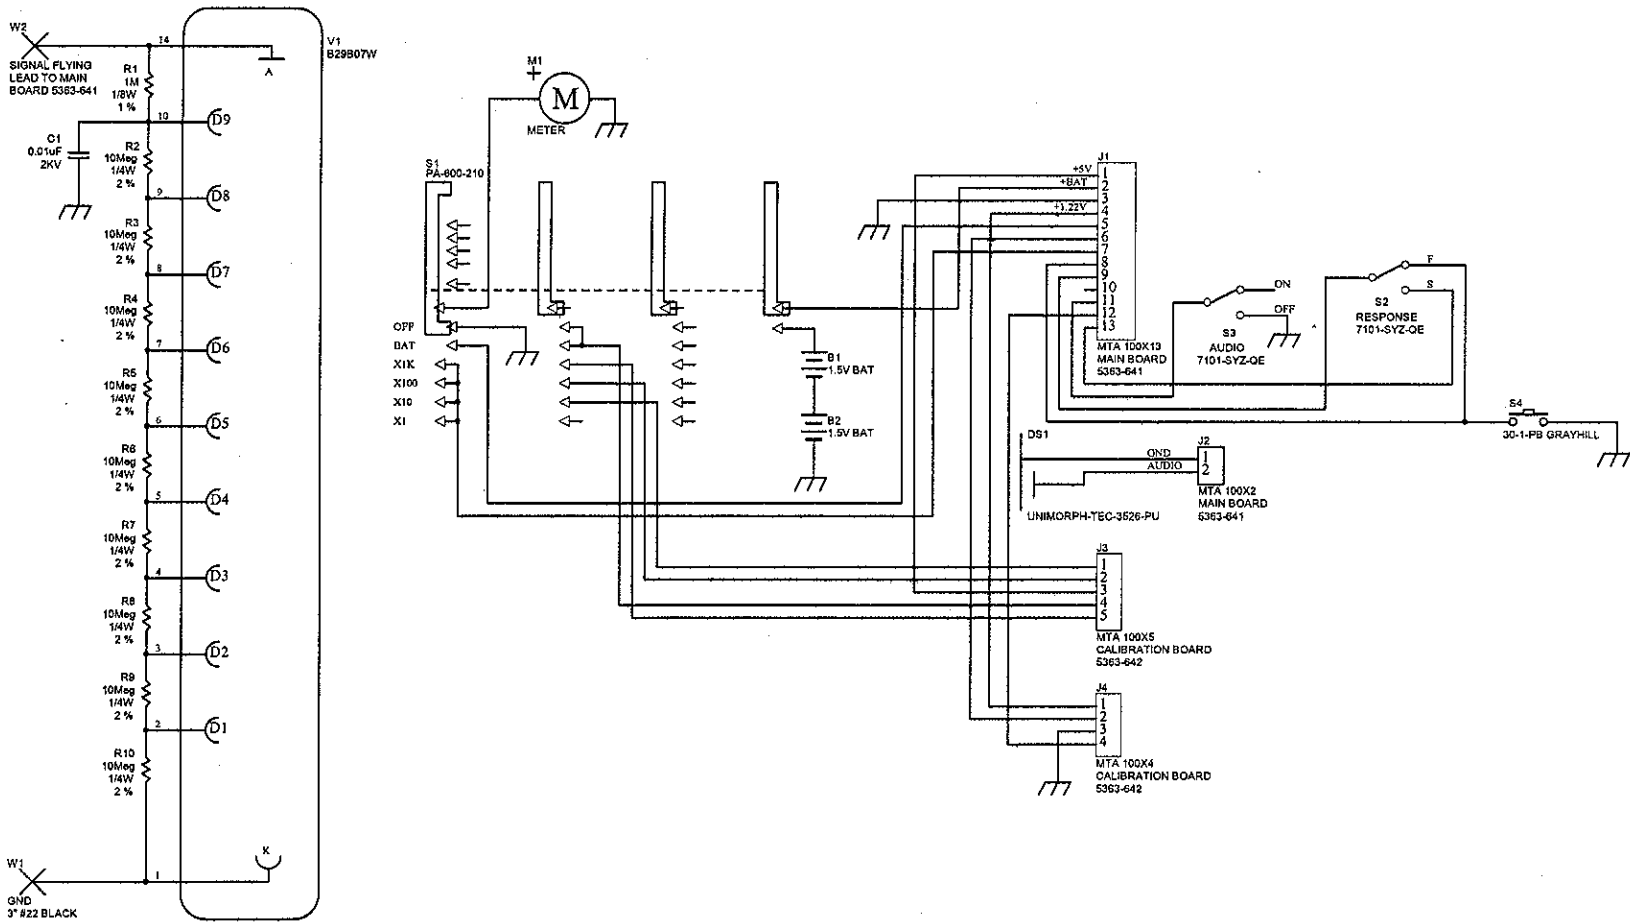 W2
SIGNAL FLYING
LEAD TO MAIN
BOARD 5363-641
14
A
V1
B29B07W
R1
1M
1/8W
1 %
10
D9
C1
0.01uF
2KV
R2
10Meg
1/4W
2 %
9
D8
R3
10Meg
1/4W
2 %
8
D7
R4
10Meg
1/4W
2 %
7
D6
R5
10Meg
1/4W
2 %
6
D5
R6
10Meg
1/4W
2 %
5
D4
R7
10Meg
1/4W
2 %
4
D3
R8
10Meg
1/4W
2 %
3
D2
R9
10Meg
1/4W
2 %
2
D1
R10
10Meg
1/4W
2 %
K
W1
1
GND
3" #22 BLACK
M1
+
M
METER
S1
PA-600-210
OFF
BAT
X1K
X100
X10
X1
B1
1.5V BAT
B2
1.5V BAT
J1
+5V
+BAT
+1.22V
1
2
3
4
5
6
7
8
9
10
11
12
13
MTA 100X13
MAIN BOARD
5363-641
ON
OFF
S3
AUDIO
7101-SYZ-QE
F
S
S2
RESPONSE
7101-SYZ-QE
S4
30-1-PB GRAYHILL
DS1
GND
AUDIO
UNIMORPH-TEC-3526-PU
J2
1
2
MTA 100X2
MAIN BOARD
5363-641
J3
1
2
3
4
5
MTA 100X5
CALIBRATION BOARD
5363-642
J4
1
2
3
4
MTA 100X4
CALIBRATION BOARD
5363-642